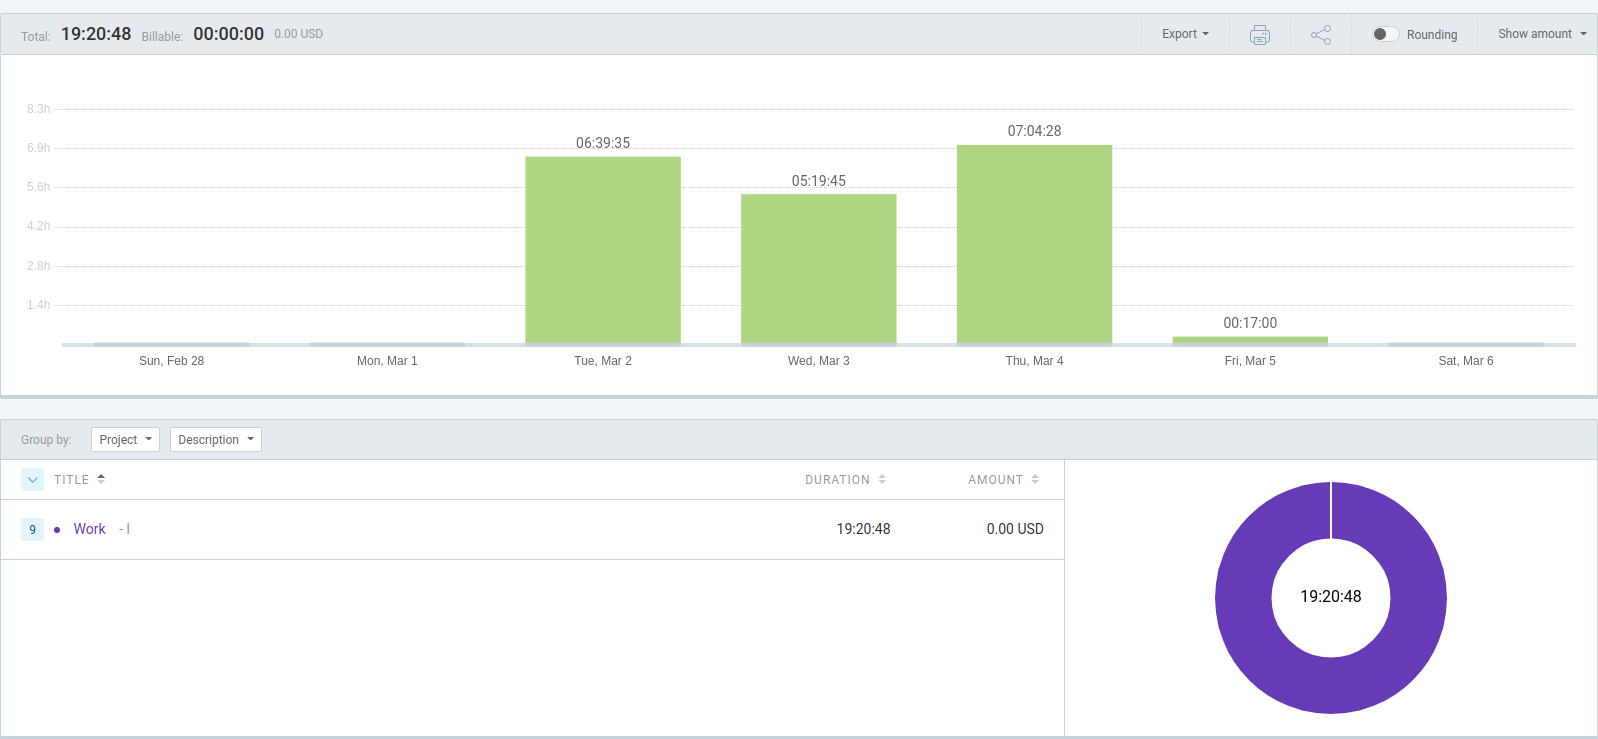 Total: 19:20:48 Billable: 00:00:00 0.00 USD Export Rounding Show amount
8.3h
6.9h
5.6h
4.2h
2.8h
1.4h
06:39:35
05:19:45
07:04:28
00:17:00
Sun, Feb 28 Mon, Mar 1 Tue, Mar 2 Wed, Mar 3 Thu, Mar 4 Fri, Mar 5 Sat, Mar 6
Group by: Project Description
TITLE DURATION AMOUNT
9 Work - l 19:20:48 0.00 USD
19:20:48